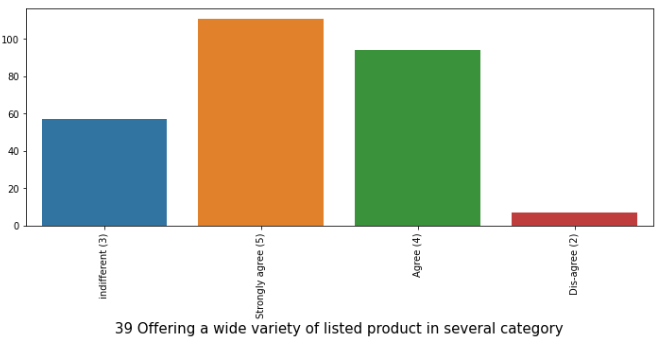 100
80
60
40
20
0
indifferent (3)
Strongly agree (5)
Agree (4)
Dis-agree (2)
39 Offering a wide variety of listed product in several category